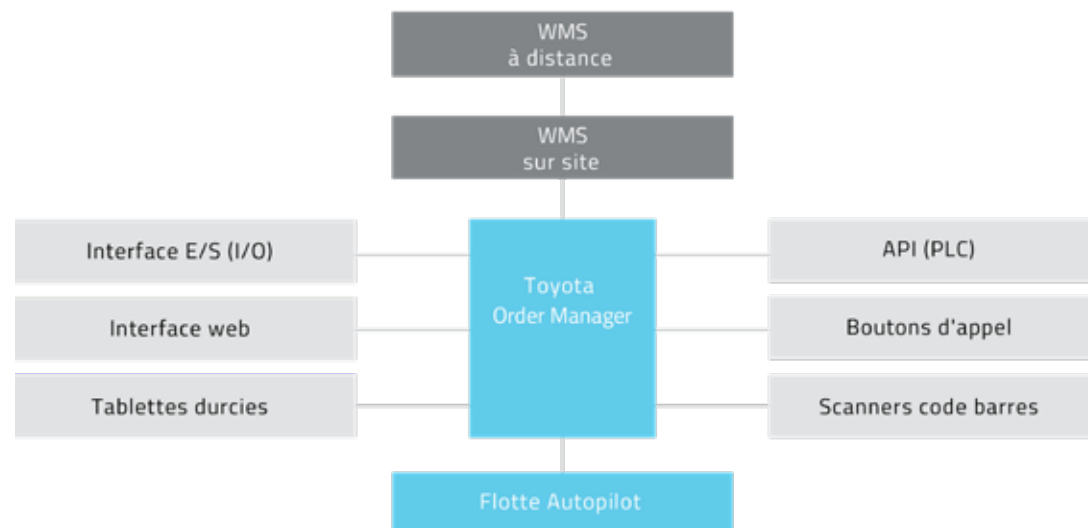 WMS
à distance
WMS
sur site
Interface E/S (I/O)
Interface web
Tablettes durcies
Toyota
Order Manager
API (PLC)
Boutons d'appel
Scanners code barres
Flotte Autopilot